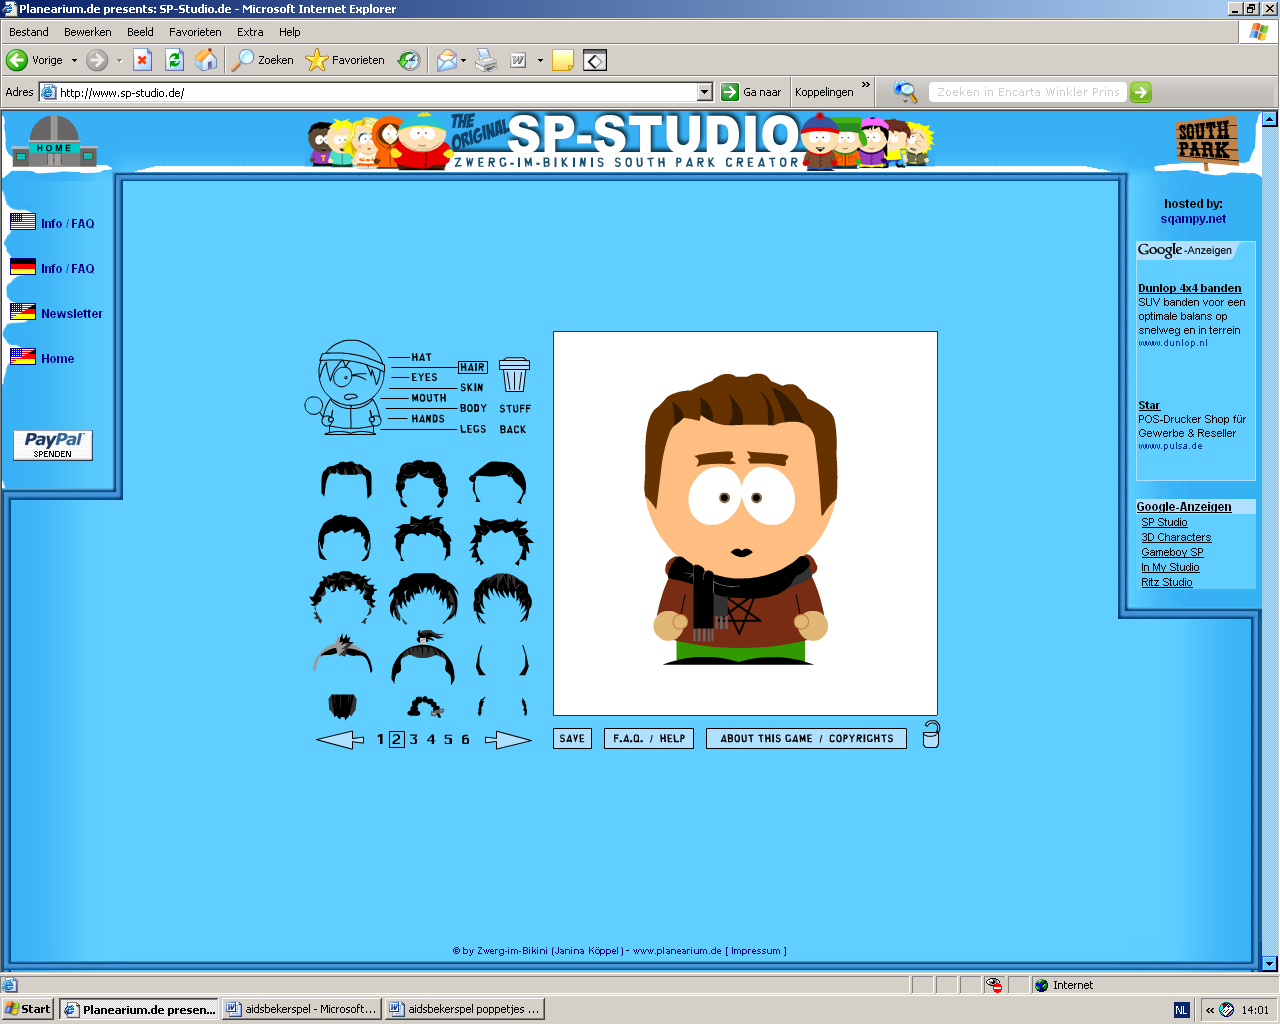 Planearium.de presents: SP-Studio.de - Microsoft Internet Explorer
Bestand Bewerken Beeld Favorieten Extra Help
Vorige Zoeken Favorieten
Adres http://www.sp-studio.de/ Ga naar Koppelingen » Zoeken in Encarta Winkler Prins
HOME
THE ORIGINAL SP-STUDIO
ZWERG-IM-BIKINIS SOUTH PARK CREATOR
SOUTH PARK
Info / FAQ
Info / FAQ
Newsletter
Home
PayPal
SPENDEN
HAT
HAIR
EYES
SKIN
MOUTH
BODY
HANDS
LEGS
STUFF
BACK
1 2 3 4 5 6
SAVE
F.A.Q. / HELP
ABOUT THIS GAME / COPYRIGHTS
hosted by:
sqampy.net
Google-Anzeigen
Dunlop 4x4 banden
SUV banden voor een
optimale balans op
snelweg en in terrein
www.dunlop.nl
Star
POS-Drucker Shop für
Gewerbe & Reseller
www.pulsa.de
Google-Anzeigen
SP Studio
3D Characters
Gameboy SP
In My Studio
Ritz Studio
© by Zwerg-im-Bikini (Janina Köppel) - www.planearium.de [ Impressum ]
Internet
Start Planearium.de presen... aidsbekerspel - Microsoft... aidsbekerspel poppetjes ... NL « 14:01